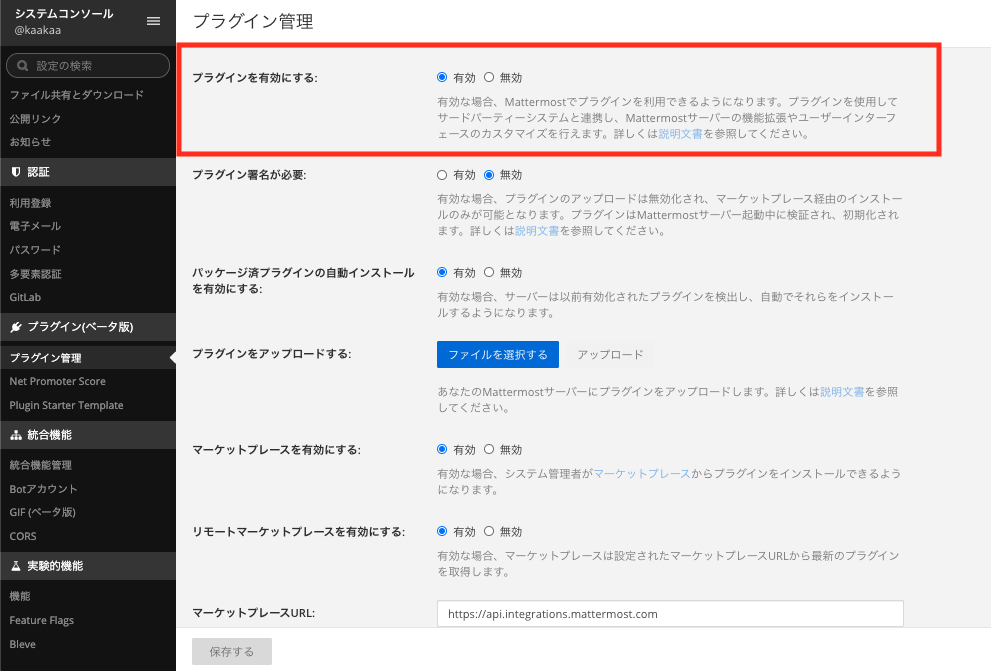 システムコンソール
@kaakaa
設定の検索
ファイル共有とダウンロード
公開リンク
お知らせ
認証
利用登録
電子メール
パスワード
多要素認証
GitLab
プラグイン(ベータ版)
プラグイン管理
Net Promoter Score
Plugin Starter Template
統合機能
統合機能管理
Botアカウント
GIF (ベータ版)
CORS
実験的機能
機能
Feature Flags
Bleve
プラグイン管理
プラグインを有効にする: 有効 無効
有効な場合、Mattermostでプラグインを利用できるようになります。プラグインを使用して
サードパーティーシステムと連携し、Mattermostサーバーの機能拡張やユーザーインターフ
ェースのカスタマイズを行えます。詳しくは説明文書を参照してください。
プラグイン署名が必要: 有効 無効
有効な場合、プラグインのアップロードは無効化され、マーケットプレース経由のインストー
ルのみが可能となります。プラグインはMattermostサーバー起動中に検証され、初期化され
ます。詳しくは説明文書を参照してください。
パッケージ済プラグインの自動インストール 有効 無効
を有効にする:
有効な場合、サーバーは以前有効化されたプラグインを検出し、自動でそれらをインストー
ルするようになります。
プラグインをアップロードする: ファイルを選択する アップロード
あなたのMattermostサーバーにプラグインをアップロードします。詳しくは説明文書を参照
してください。
マーケットプレースを有効にする: 有効 無効
有効な場合、システム管理者がマーケットプレースからプラグインをインストールできるよう
になります。
リモートマーケットプレースを有効にする: 有効 無効
有効な場合、マーケットプレースは設定されたマーケットプレースURLから最新のプラグイン
を取得します。
マーケットプレースURL: https://api.integrations.mattermost.com
保存する